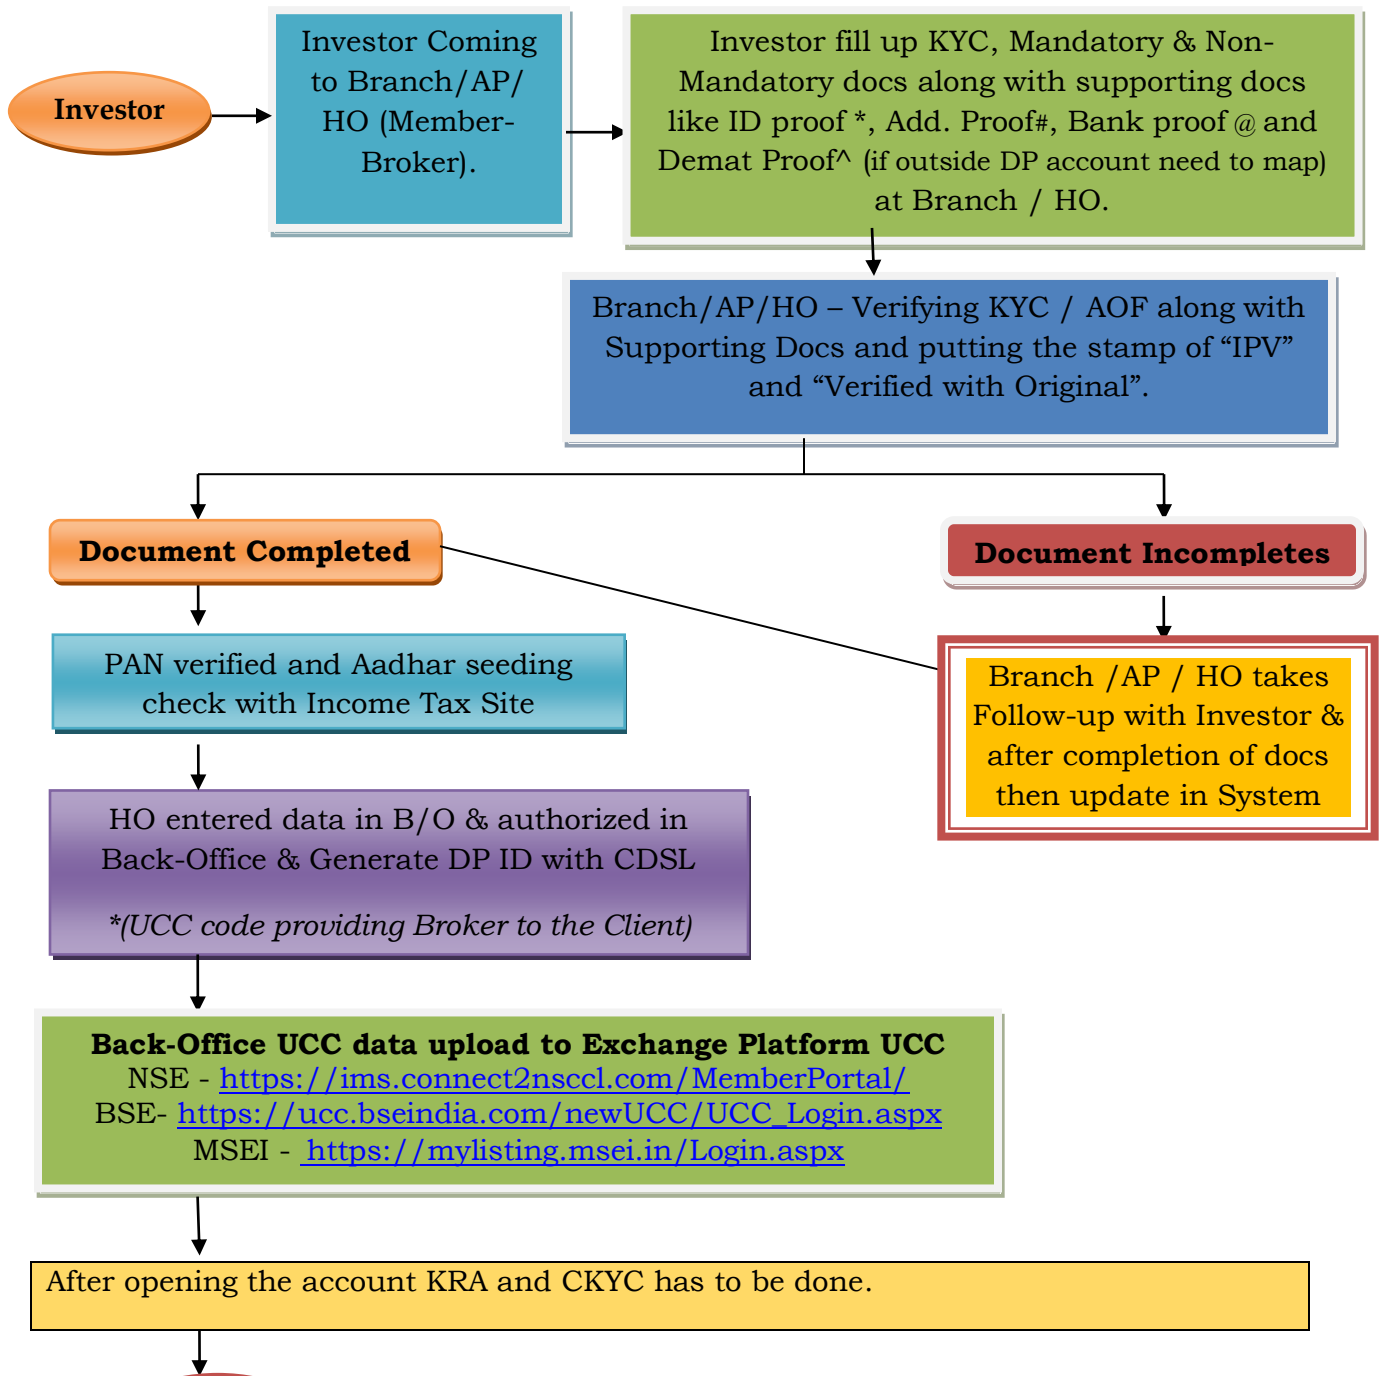 Investor
Investor Coming
to Branch/AP/
HO (Member-
Broker).
Investor fill up KYC, Mandatory & Non-
Mandatory docs along with supporting docs
like ID proof *, Add. Proof#, Bank proof @ and
Demat Proof^ (if outside DP account need to map)
at Branch / HO.
Branch/AP/HO – Verifying KYC / AOF along with
Supporting Docs and putting the stamp of “IPV”
and “Verified with Original”.
Document Completed
Document Incompletes
PAN verified and Aadhar seeding
check with Income Tax Site
Branch /AP / HO takes
Follow-up with Investor &
after completion of docs
then update in System
HO entered data in B/O & authorized in
Back-Office & Generate DP ID with CDSL
*(UCC code providing Broker to the Client)
Back-Office UCC data upload to Exchange Platform UCC
NSE - https://ims.connect2nsccl.com/MemberPortal/
BSE- https://ucc.bseindia.com/newUCC/UCC_Login.aspx
MSEI - https://mylisting.msei.in/Login.aspx
After opening the account KRA and CKYC has to be done.